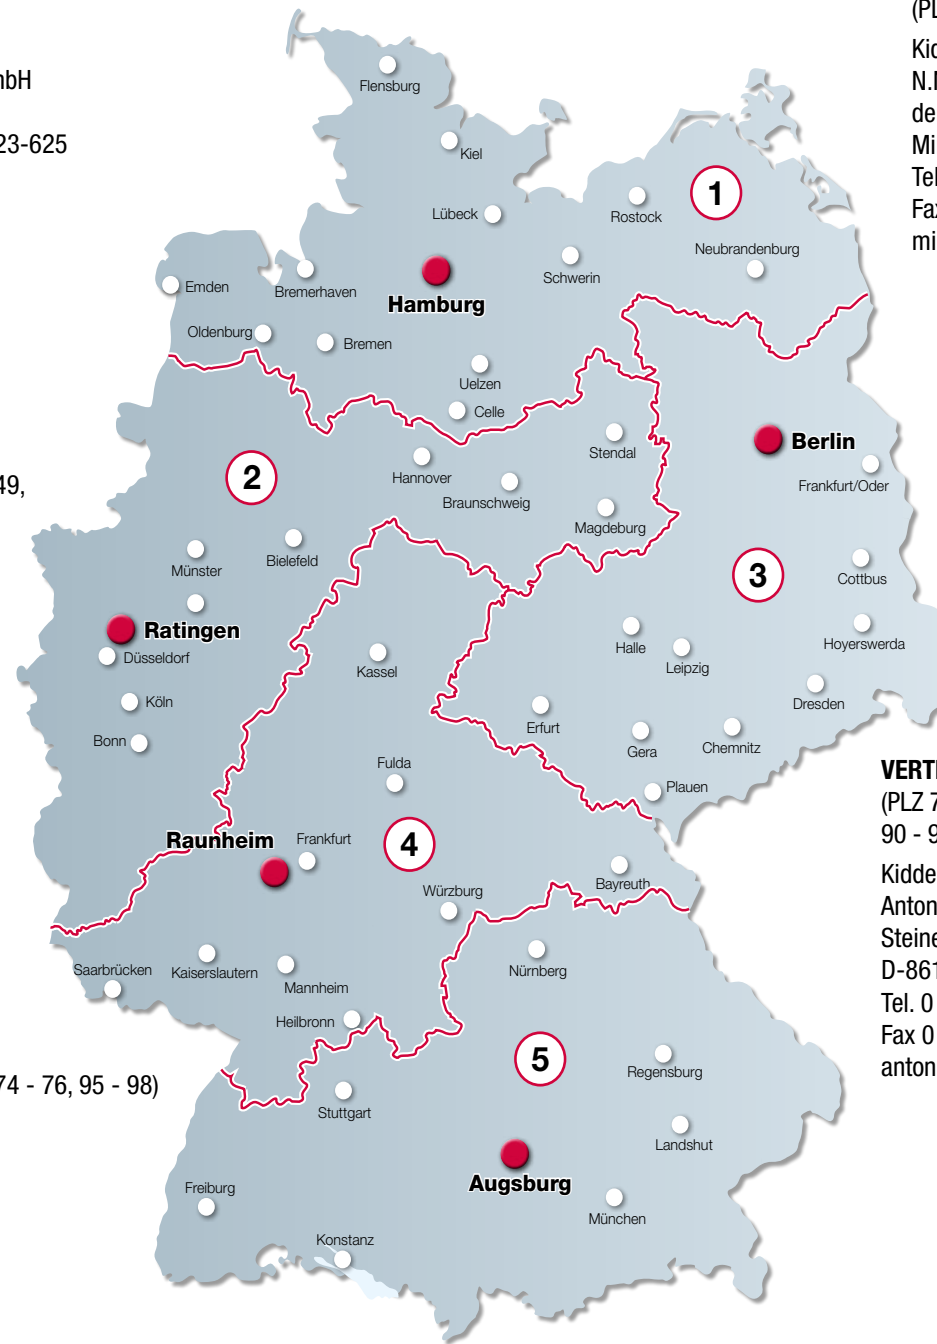 nbH
23-625
49,
74 - 76, 95 - 98)
Flensburg
Kiel
Lübeck
Rostock
1
Neubrandenburg
Schwerin
Emden
Bremerhaven
Hamburg
Oldenburg
Bremen
Uelzen
Celle
Stendal
Berlin
2
Hannover
Braunschweig
Frankfurt/Oder
Magdeburg
Münster
Bielefeld
3
Cottbus
Ratingen
Düsseldorf
Halle
Leipzig
Hoyerswerda
Kassel
Köln
Dresden
Bonn
Erfurt
Gera
Chemnitz
Fulda
Plauen
Raunheim
Frankfurt
4
Würzburg
Bayreuth
Saarbrücken
Kaiserslautern
Mannheim
Nürnberg
Heilbronn
5
Regensburg
Stuttgart
Landshut
Augsburg
Freiburg
München
Konstanz
(PL
Kid
N.N
de
Mi
Tel
Fax
mi
VERTI
(PLZ 7
90 - 9
Kidde
Anton
Steine
D-861
Tel. 0
Fax 0
anton